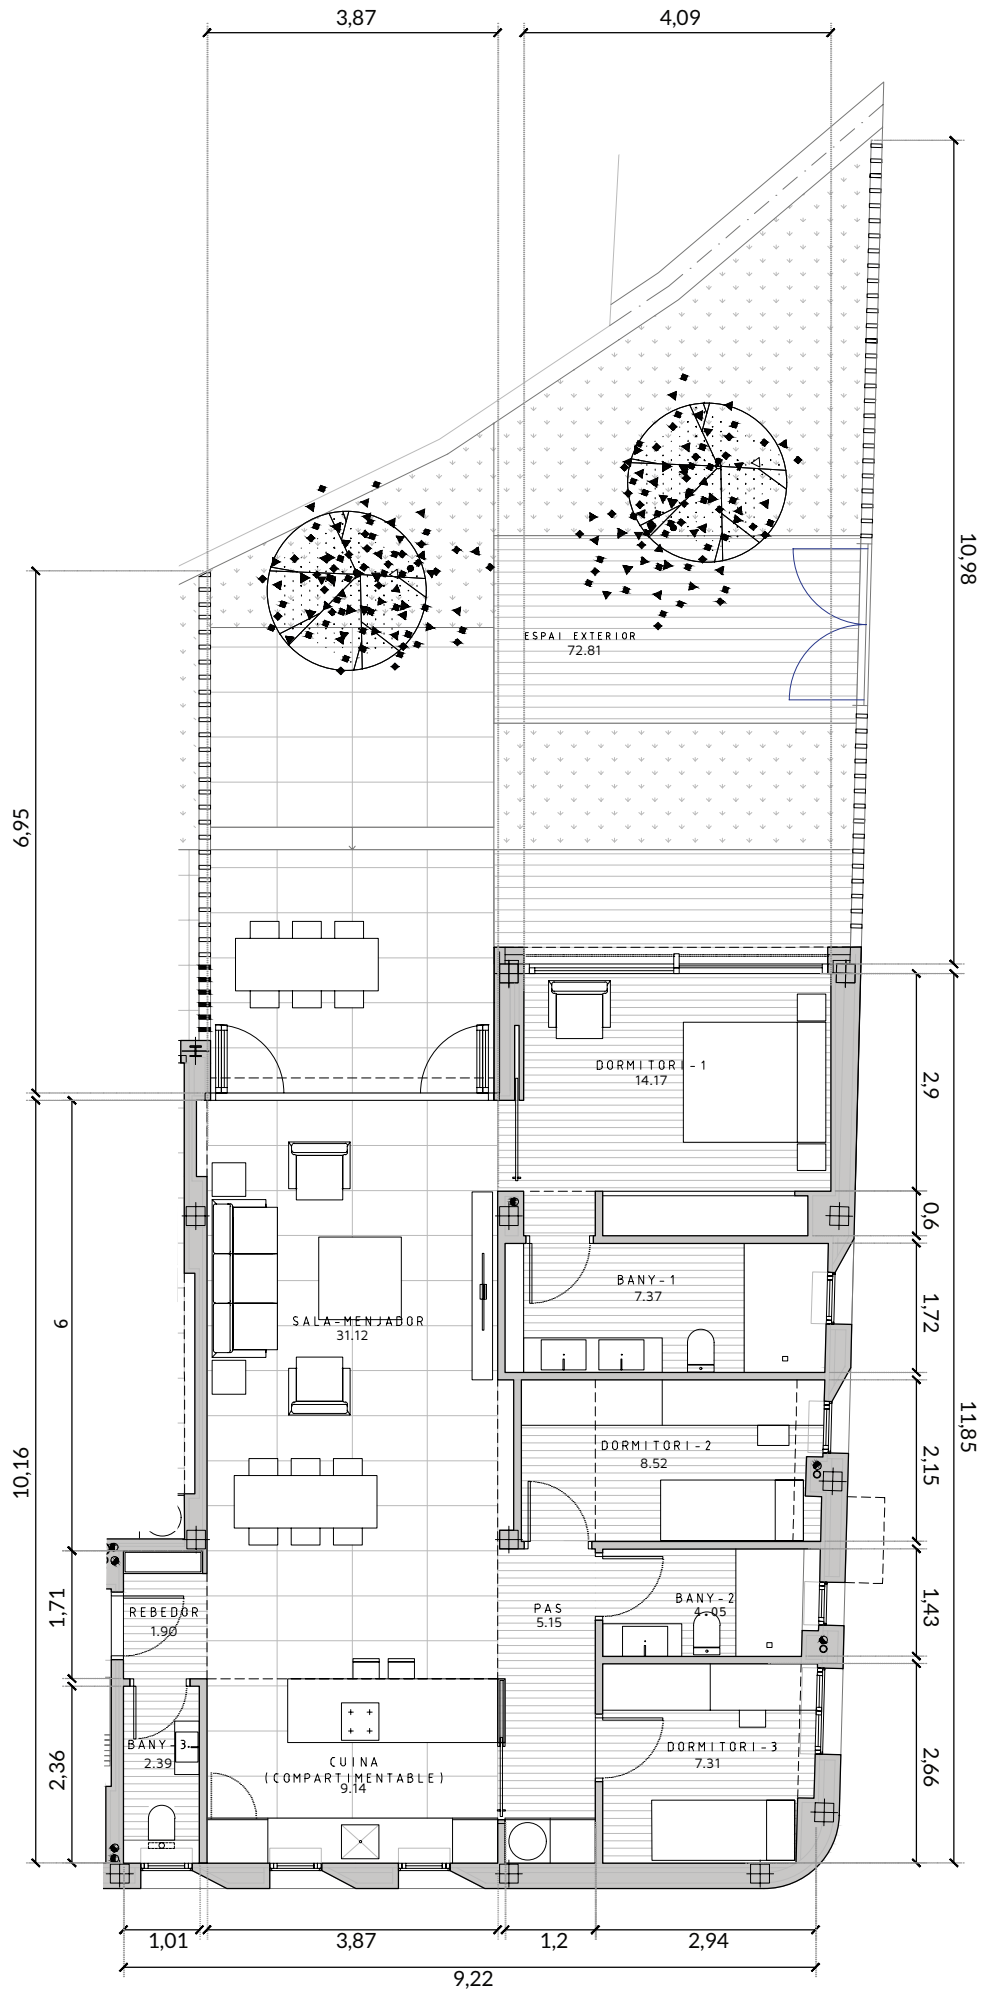 3,87
4,09
10,98
6,95
ESPAI EXTERIOR
72.81
DORMITORI-1
14.17
2,9
0,6
BANY-1
7.37
1,72
SALA-MENJADOR
31.12
6
10,16
11,85
DORMITORI-2
8.52
2,15
REBEDOR
1.90
1,71
PAS
5.15
BANY-2
4.05
1,43
BANY-3
2.39
2,36
CUINA
(COMPARTIMENTABLE)
9.14
DORMITORI-3
7.31
2,66
1,01
3,87
1,2
2,94
9,22